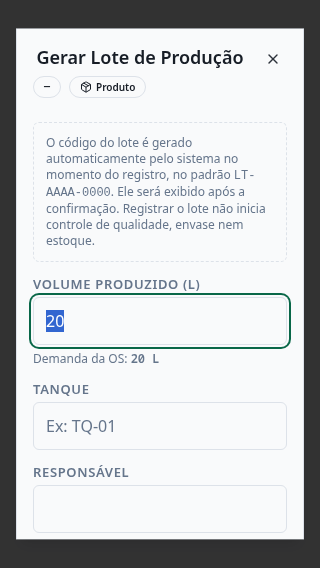 Gerar Lote de Produção
–
Produto
O código do lote é gerado
automaticamente pelo sistema no
momento do registro, no padrão LT-
AAAA-0000. Ele será exibido após a
confirmação. Registrar o lote não inicia
controle de qualidade, envase nem
estoque.
VOLUME PRODUZIDO (L)
20
Demanda da OS: 20 L
TANQUE
Ex: TQ-01
RESPONSÁVEL